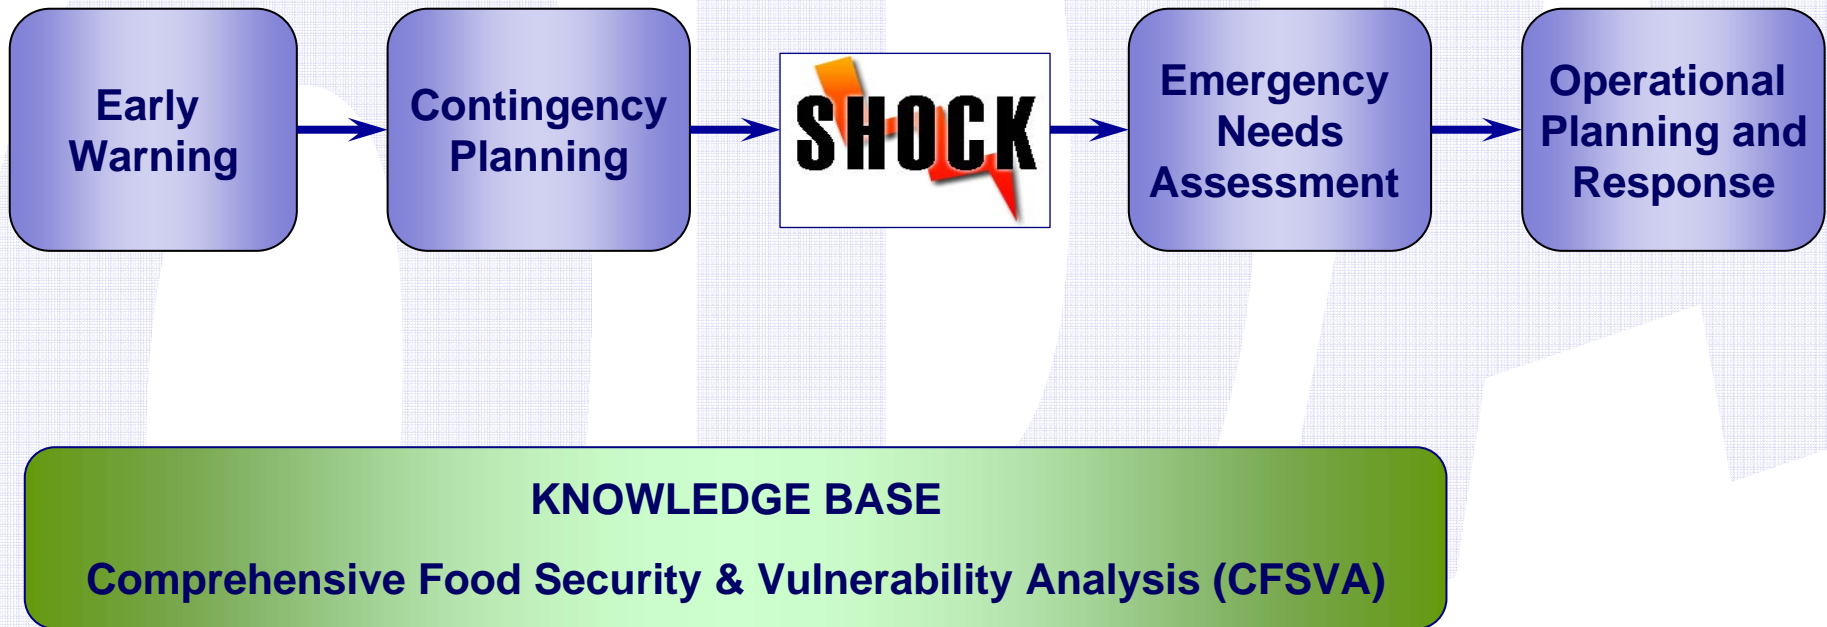 Early
Warning
Contingency
Planning
SHOCK
Emergency
Needs
Assessment
Operational
Planning and
Response
KNOWLEDGE BASE
Comprehensive Food Security & Vulnerability Analysis (CFSVA)